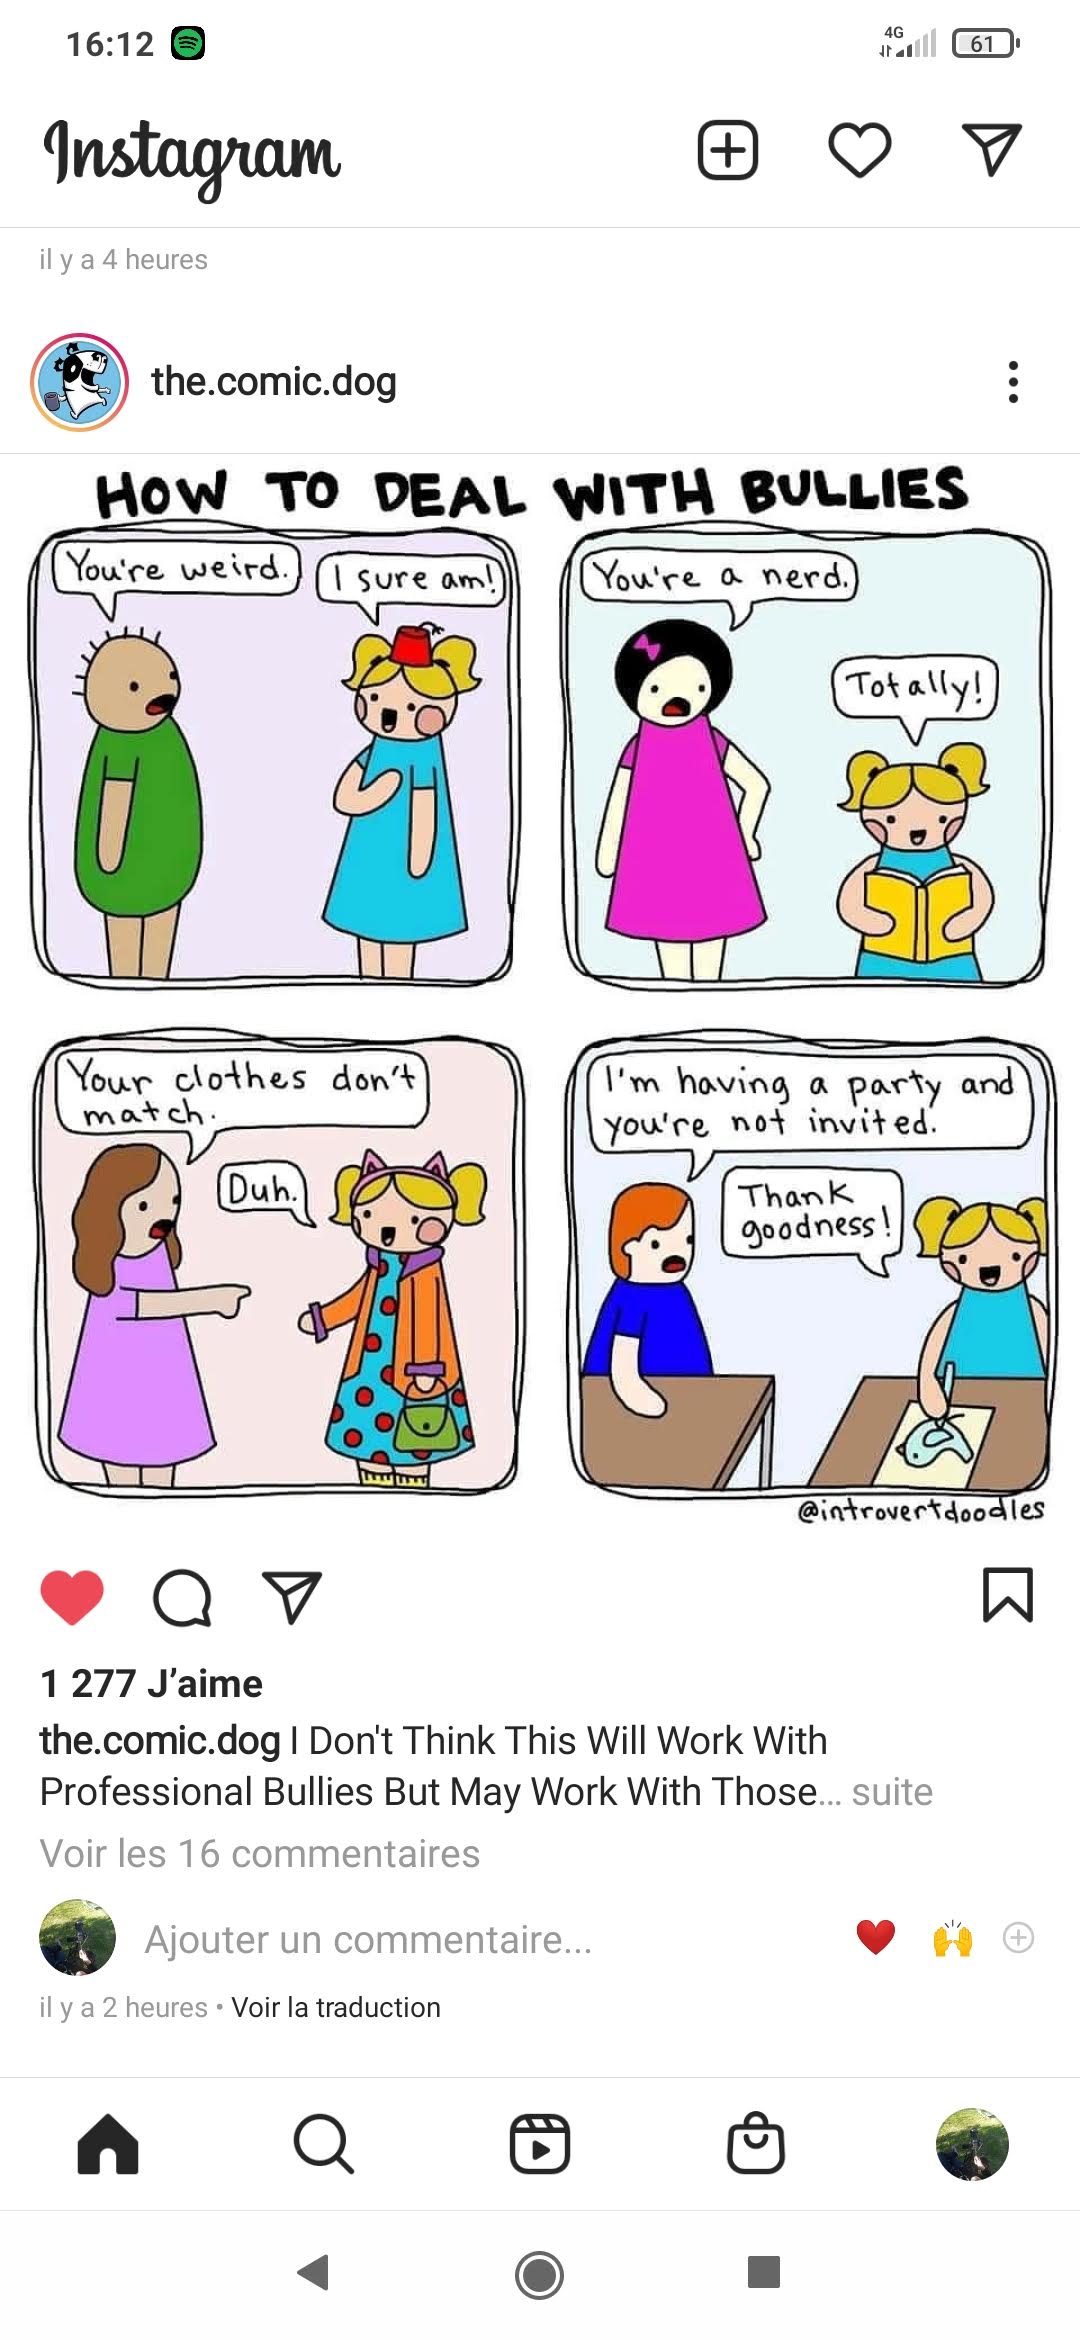 16:12
4G
61
Instagram
il y a 4 heures
the.comic.dog
HOW TO DEAL WITH BULLIES
You're weird.
I sure am!
You're a nerd.
Totally!
Your clothes don't
match.
Duh.
I'm having a party and
you're not invited.
Thank
goodness!
@introvertdoodles
1 277 J’aime
the.comic.dog I Don't Think This Will Work With
Professional Bullies But May Work With Those... suite
Voir les 16 commentaires
Ajouter un commentaire...
il y a 2 heures • Voir la traduction